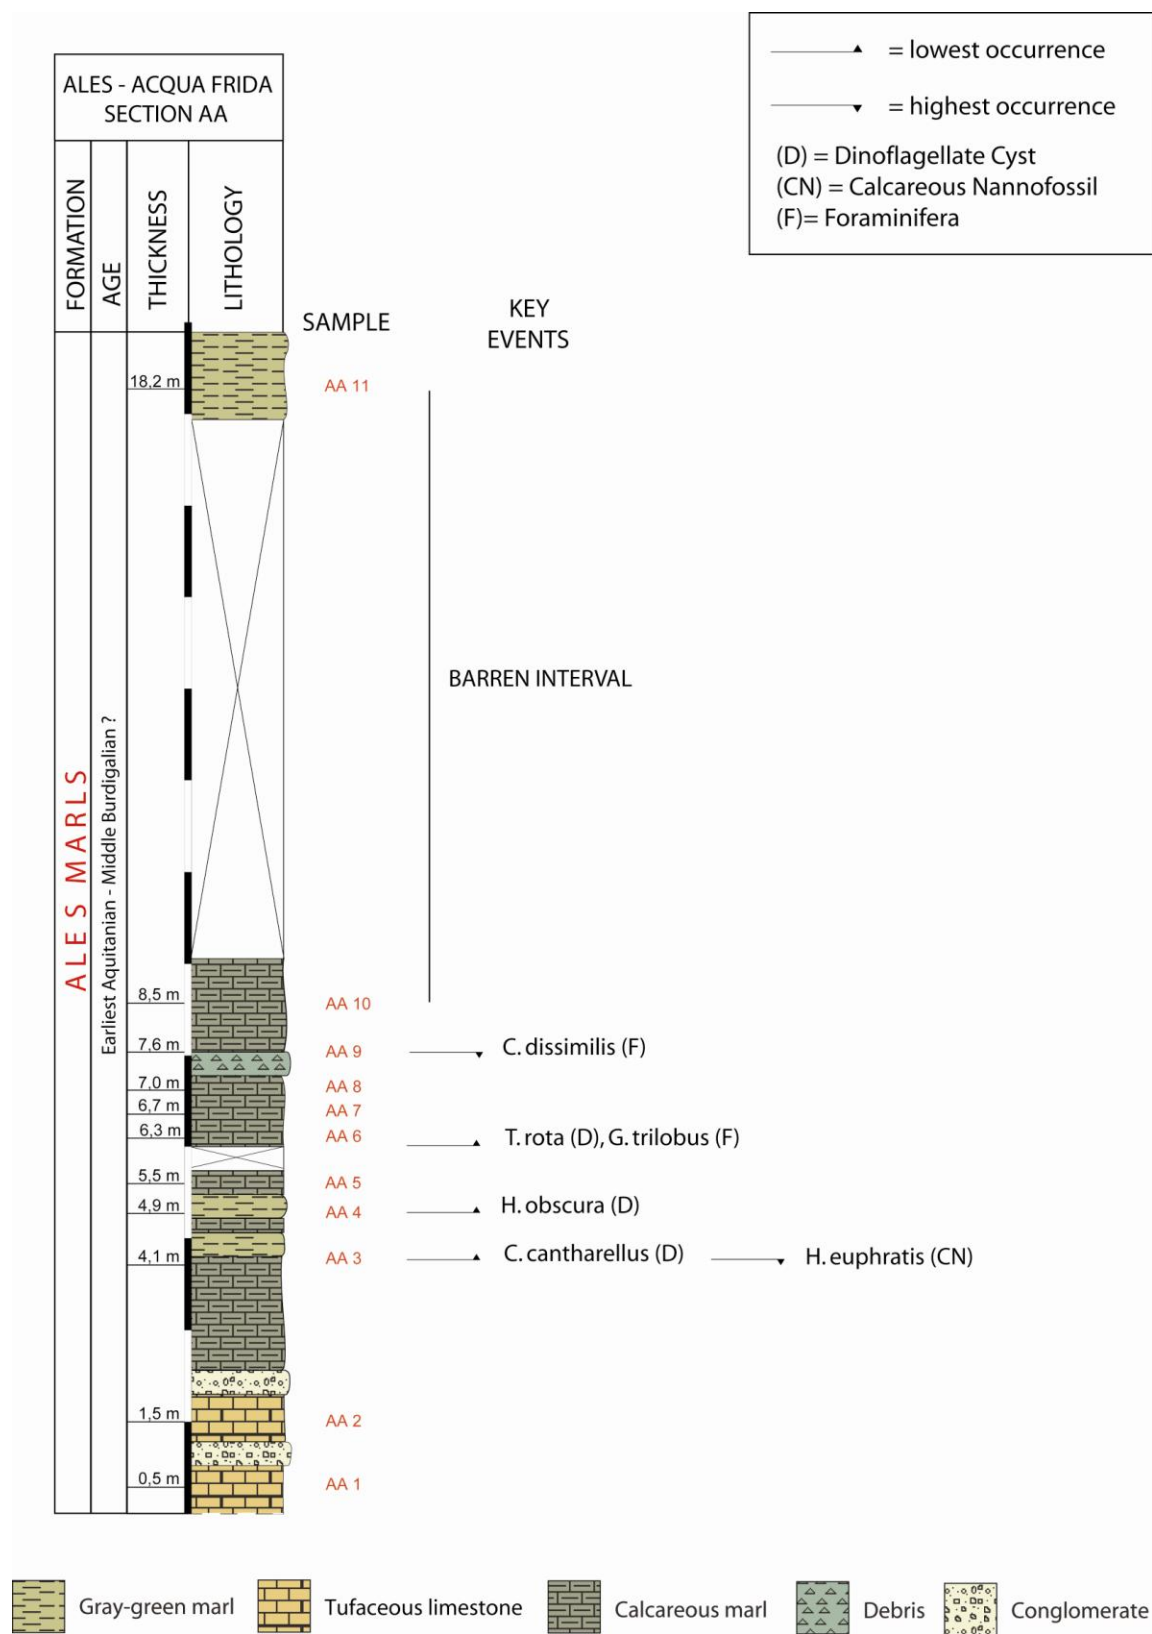 ALES - ACQUA FRIDA
SECTION AA
FORMATION
AGE
THICKNESS
LITHOLOGY
SAMPLE
KEY
EVENTS
= lowest occurrence
= highest occurrence
(D) = Dinoflagellate Cyst
(CN) = Calcareous Nannofossil
(F)= Foraminifera
ALES MARLS
Earliest Aquitanian - Middle Burdigalian ?
18,2 m AA 11
BARREN INTERVAL
8,5 m AA 10
7,6 m AA 9 C. dissimilis (F)
7,0 m AA 8
6,7 m AA 7
6,3 m AA 6 T. rota (D), G. trilobus (F)
5,5 m AA 5
4,9 m AA 4 H. obscura (D)
4,1 m AA 3 C. cantharellus (D) H. euphratis (CN)
1,5 m AA 2
0,5 m AA 1
Gray-green marl Tufaceous limestone Calcareous marl Debris Conglomerate